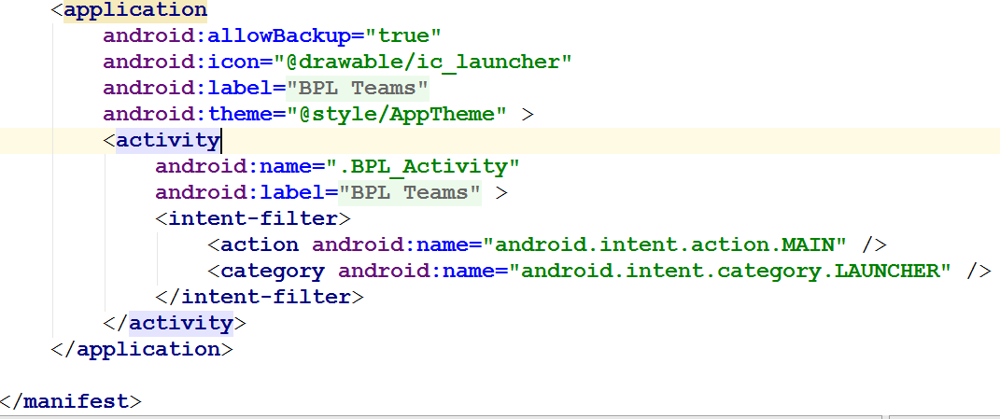 <application
android:allowBackup="true"
android:icon="@drawable/ic_launcher"
android:label="BPL Teams"
android:theme="@style/AppTheme" >
<activity
android:name=".BPL_Activity"
android:label="BPL Teams" >
<intent-filter>
<action android:name="android.intent.action.MAIN" />
<category android:name="android.intent.category.LAUNCHER" />
</intent-filter>
</activity>
</application>
</manifest>